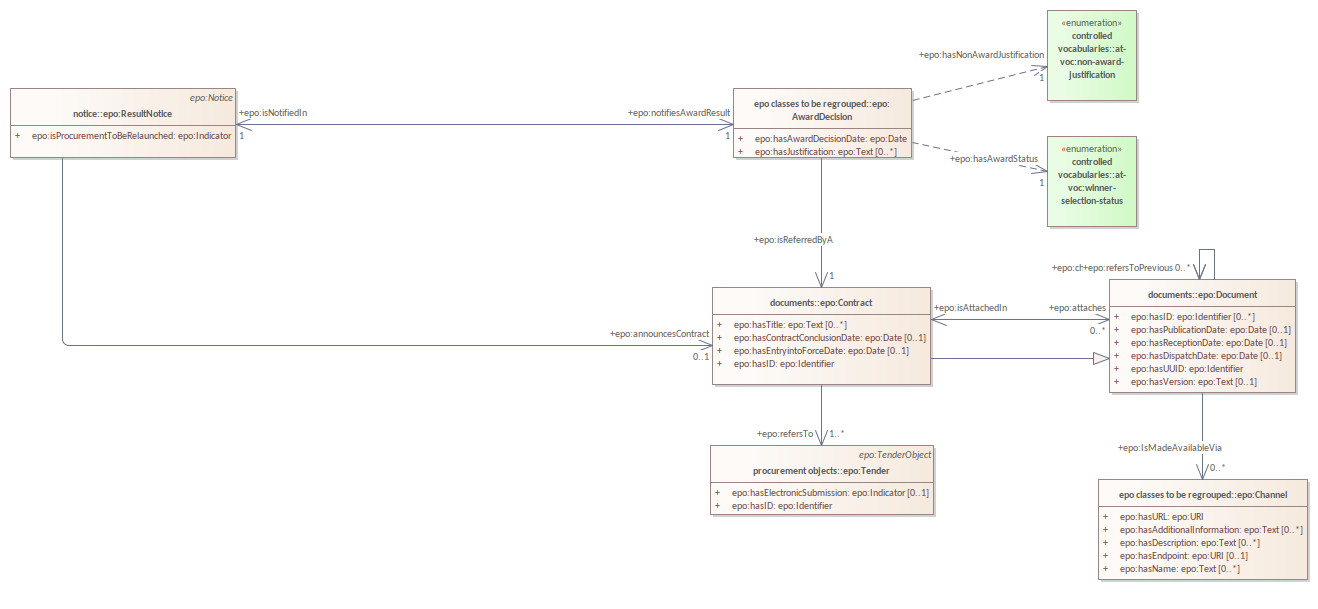 «enumeration»
controlled
vocabularies::at-
voc:non-award-
justification
+epo:hasNonAwardJustification
1
epo:Notice
notice::epo:ResultNotice
+ epo:isProcurementToBeRelaunched: epo:Indicator
+epo:isNotifiedIn
1
+epo:notifiesAwardResult
1
epo classes to be regrouped::epo:
AwardDecision
+ epo:hasAwardDecisionDate: epo:Date
+ epo:hasJustification: epo:Text [0..*]
+epo:hasAwardStatus
1
«enumeration»
controlled
vocabularies::at-
voc:winner-
selection-status
+epo:isReferredByA
1
+epo:ch+epo:refersToPrevious 0..*
documents::epo:Contract
+ epo:hasTitle: epo:Text [0..*]
+ epo:hasContractConclusionDate: epo:Date [0..1]
+ epo:hasEntryintoForceDate: epo:Date [0..1]
+ epo:hasID: epo:Identifier
+epo:isAttachedIn
+epo:attaches
0..*
documents::epo:Document
+ epo:hasID: epo:Identifier [0..*]
+ epo:hasPublicationDate: epo:Date [0..1]
+ epo:hasReceptionDate: epo:Date [0..1]
+ epo:hasDispatchDate: epo:Date [0..1]
+ epo:hasUUID: epo:Identifier
+ epo:hasVersion: epo:Text [0..1]
+epo:announcesContract
0..1
+epo:refersTo
1..*
epo:TenderObject
procurement objects::epo:Tender
+ epo:hasElectronicSubmission: epo:Indicator [0..1]
+ epo:hasID: epo:Identifier
+epo:IsMadeAvailableVia
0..*
epo classes to be regrouped::epo:Channel
+ epo:hasURL: epo:URI
+ epo:hasAdditionalInformation: epo:Text [0..*]
+ epo:hasDescription: epo:Text [0..*]
+ epo:hasEndpoint: epo:URI [0..1]
+ epo:hasName: epo:Text [0..*]